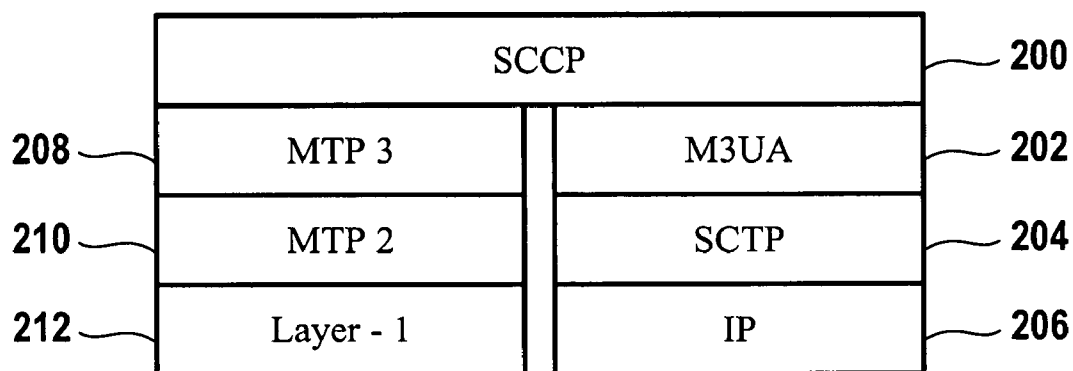 SCCP 200
208 MTP 3 M3UA 202
210 MTP 2 SCTP 204
212 Layer - 1 IP 206